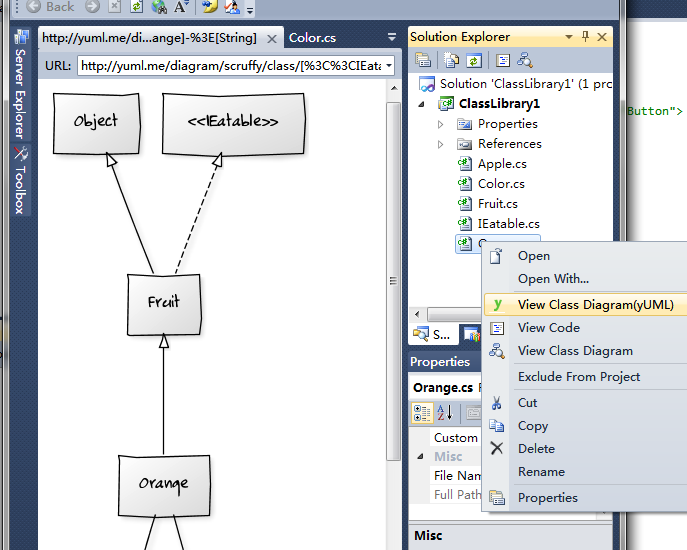 Back
http://yuml.me/di...ange]-%3E[String]
Color.cs
URL:
http://yuml.me/diagram/scruffy/class/[%3C%3CIEata
Server Explorer
Toolbox
Object
<<IEatable>>
Fruit
Orange
Solution Explorer
Solution 'ClassLibrary1' (1 pro
ClassLibrary1
Properties
References
Apple.cs
Color.cs
Fruit.cs
IEatable.cs
Button">
Open
Open With...
View Class Diagram(yUML)
View Code
View Class Diagram
Exclude From Project
Cut
Copy
Delete
Rename
Properties
S...
Properties
Orange.cs
Custom
Misc
File Nam
Full Path
Misc